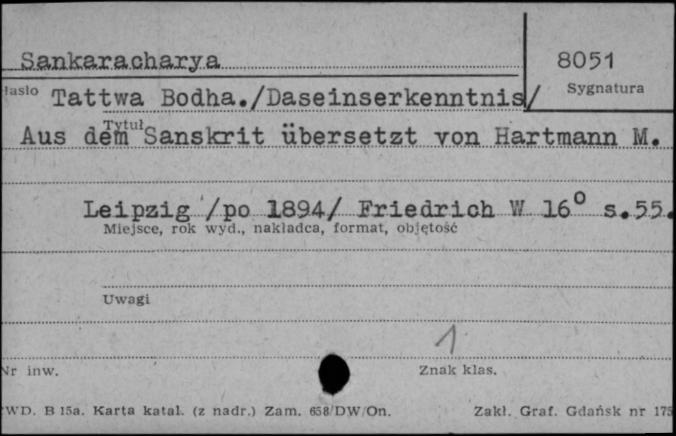 Sankaracharya
8051
Hasło
Sygnatura
Tattwa Bodha./Daseinserkenntnis/
Tytuł
Aus dem Sanskrit übersetzt von Hartmann M.
Leipzig /po 1894/ Friedrich W 16° s.55.
Miejsce, rok wyd., nakładca, format, objętość
Uwagi
1
Nr inw.
Znak klas.
WD. B 15a. Karta katal. (z nadr.) Zam. 658/DW/On.
Zakł. Graf. Gdańsk nr 175